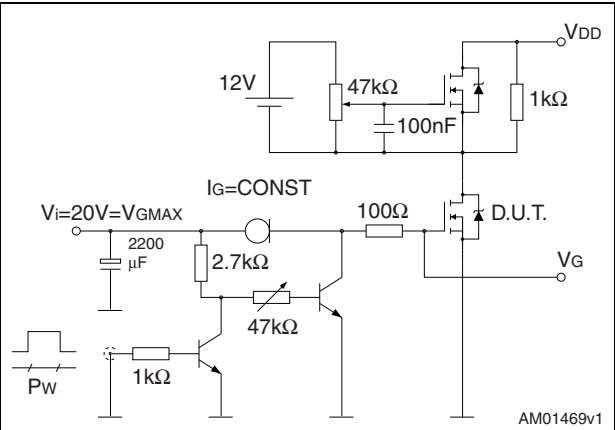 VDD
12V
47kΩ
1kΩ
100nF
IG=CONST
Vi=20V=VGMAX
100Ω
D.U.T.
2200
μF
2.7kΩ
VG
47kΩ
1kΩ
PW
AM01469v1